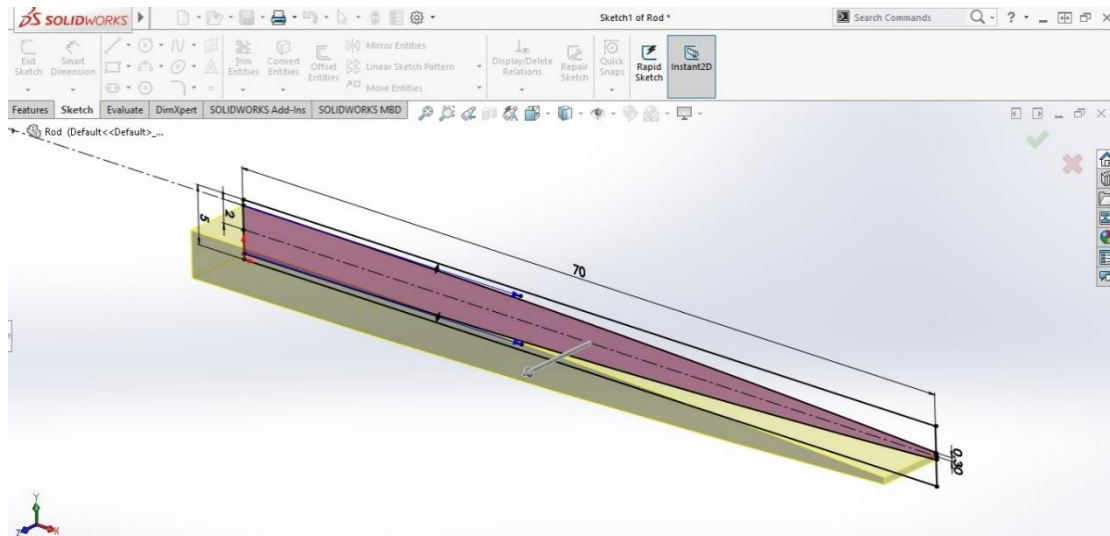 SOLIDWORKS
Sketch1 of Rod *
Search Commands
Exit Sketch
Smart Dimension
Trim Entities
Convert Entities
Offset Entities
Mirror Entities
Linear Sketch Pattern
Move Entities
Display/Delete Relations
Repair Sketch
Quick Snaps
Rapid Sketch
Instant2D
Features Sketch Evaluate DimXpert SOLIDWORKS Add-Ins SOLIDWORKS MBD
Rod (Default<<Default>_...
5
2
70
0.30
Y
Z
X